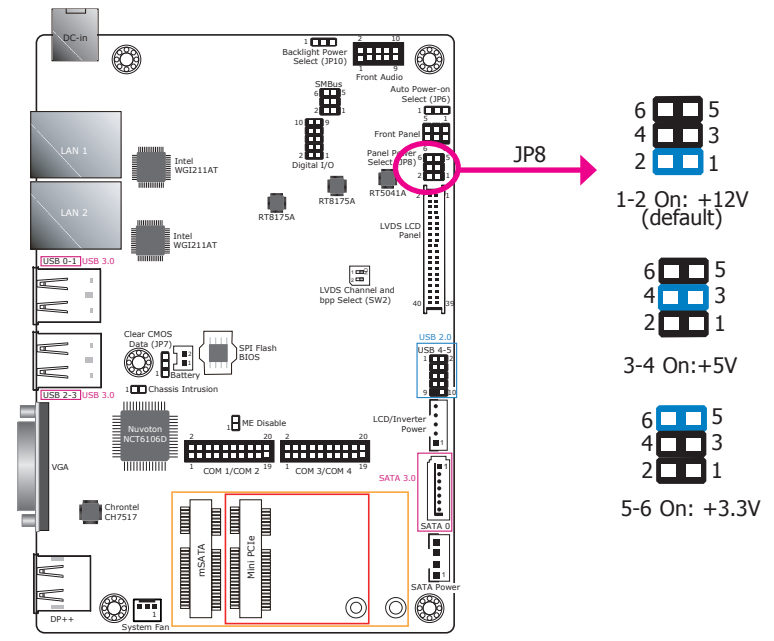 DC-in
1
Backlight Power
Select (JP10)
2 10
1 9
Front Audio
SMBus
6 5
2 1
Auto Power-on
Select (JP6)
1
5 1
Front Panel
6
10 9
2 1
Digital I/O
Panel Power
Select (JP8)
6 5
2 1
JP8
LAN 1
Intel
WGI211AT
RT8175A
RT8175A
RT5041A
LAN 2
Intel
WGI211AT
2 1
LVDS LCD
Panel
40 39
USB 0-1 USB 3.0
1
2
LVDS Channel and
bpp Select (SW2)
USB 2.0
USB 4-5
1 2
9 10
Clear CMOS
Data (JP7)
1
2
1
Battery
SPI Flash
BIOS
USB 2-3 USB 3.0
1
Chassis Intrusion
Nuvoton
NCT6106D
1
ME Disable
LCD/Inverter
Power
1
2 20
1 19
COM 1/COM 2
2 20
1 19
COM 3/COM 4
VGA
SATA 3.0
1
SATA 0
Chrontel
CH7517
mSATA
Mini PCIe
1
SATA Power
DP++
1
System Fan
6 5
4 3
2 1
1-2 On: +12V
(default)
6 5
4 3
2 1
3-4 On:+5V
6 5
4 3
2 1
5-6 On: +3.3V